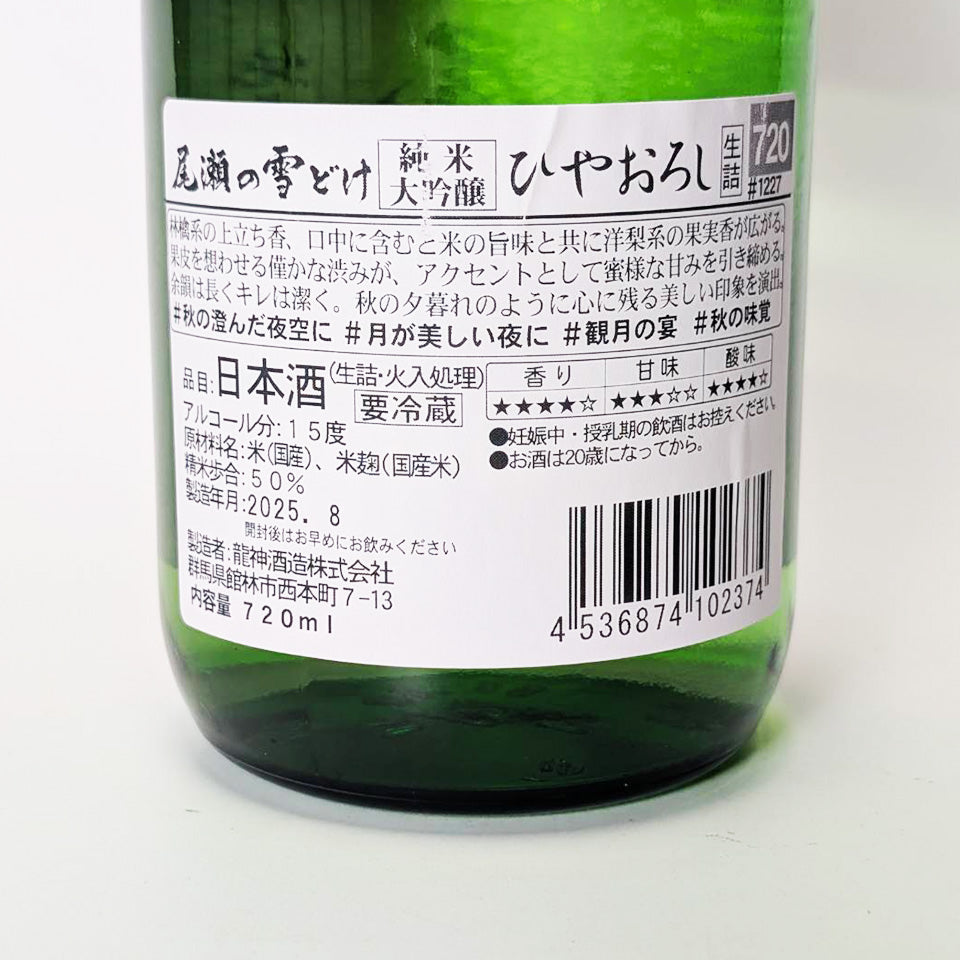 尾瀬の雪どけ 純米大吟醸 ひやおろし 生詰 720
#1227
林檎系の上立ち香、口中に含むと米の旨味と共に洋梨系の果実香が広がる。
果皮を想わせる僅かな渋みが、アクセントとして蜜様な甘みを引き締める。
余韻は長くキレは潔く。秋の夕暮れのように心に残る美しい印象を演出。
#秋の澄んだ夜空に #月が美しい夜に #観月の宴 #秋の味覚
品目:日本酒(生詰・火入処理)
要冷蔵
香り 甘味 酸味
★★★★☆ ★★★☆☆ ★★★★☆
アルコール分:15度
原材料名:米(国産)、米麹(国産米)
精米歩合:50%
製造年月:2025. 8
●妊娠中・授乳期の飲酒はお控えください。
●お酒は20歳になってから。
開封後はお早めにお飲みください
製造者:龍神酒造株式会社
群馬県館林市西本町7-13
内容量 720ml
4 536874 102374